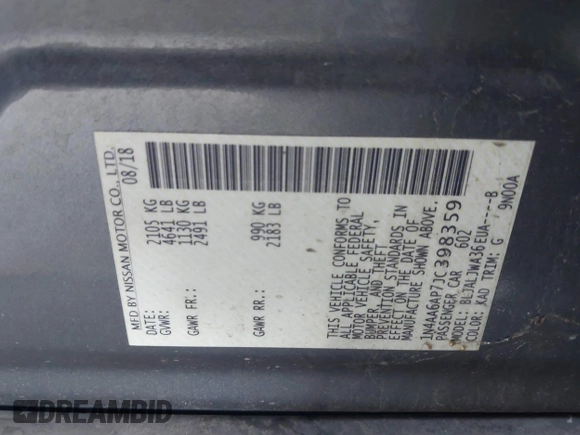 MFD BY NISSAN MOTOR CO., LTD.
DATE: 08/18
GVWR: 2105 KG
4641 LB
GAWR FR: 1130 KG
2491 LB
GAWR RR: 990 KG
2183 LB
THIS VEHICLE CONFORMS TO
ALL APPLICABLE FEDERAL
MOTOR VEHICLE SAFETY,
BUMPER, AND THEFT
PREVENTION STANDARDS IN
EFFECT ON THE DATE OF
MANUFACTURE SHOWN ABOVE.
1N4AA6AP7JC398359
PASSENGER CAR 602
MODEL: BLJALJWA36EUA----B
COLOR: KAD TRIM: G 9N00A
DREAMBID